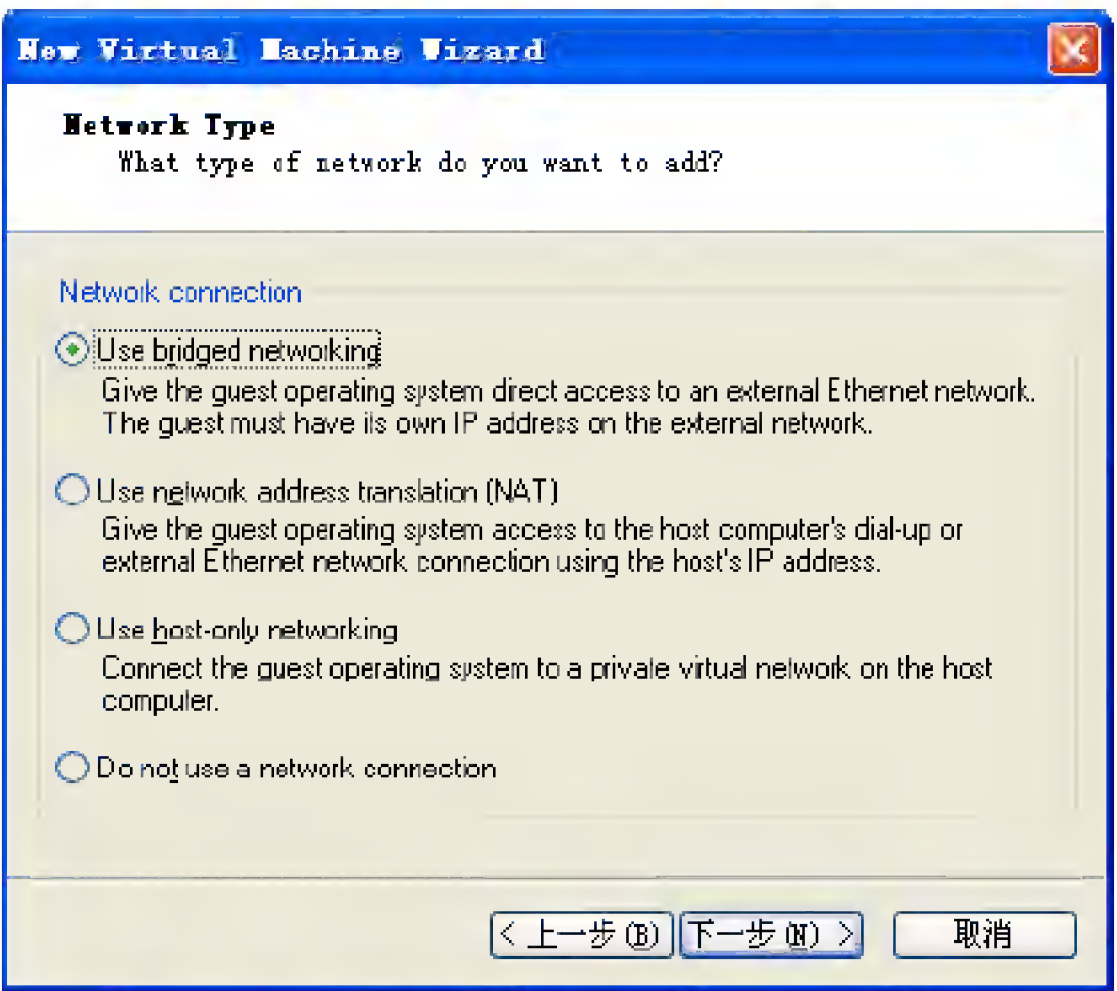 New Virtual Machine Wizard
Network Type
What type of network do you want to add?
Network connection
Use bridged networking
Give the guest operating system direct access to an external Ethernet network.
The guest must have its own IP address on the external network.
Use network address translation (NAT)
Give the guest operating system access to the host computer's dial-up or
external Ethernet network connection using the host's IP address.
Use host-only networking
Connect the guest operating system to a private virtual network on the host
computer.
Do not use a network connection
< 上一步(B) 下一步(N) > 取消